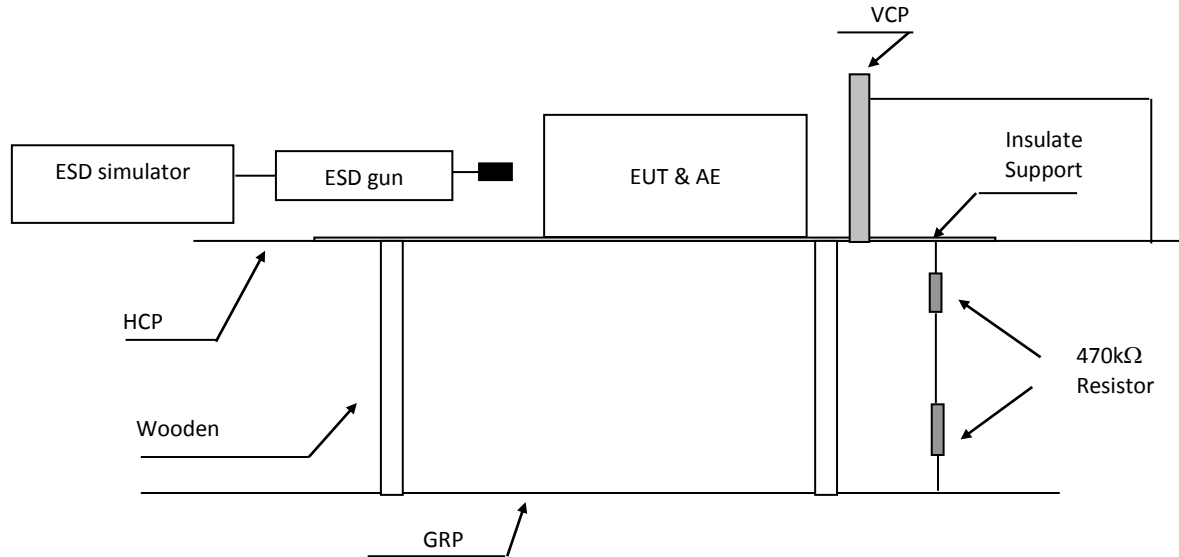 VCP
ESD simulator
ESD gun
EUT & AE
Insulate
Support
HCP
470kΩ
Resistor
Wooden
GRP